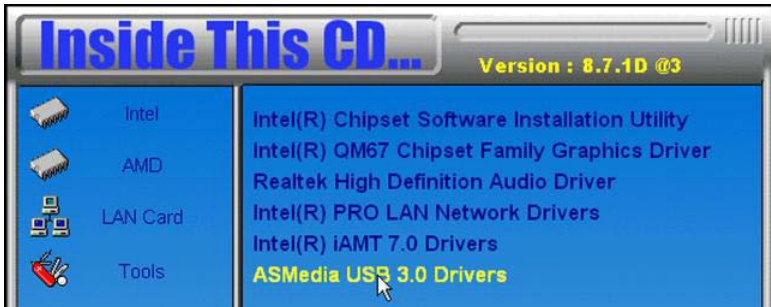 Inside This CD...
Version : 8.7.1D @3
Intel
AMD
LAN Card
Tools
Intel(R) Chipset Software Installation Utility
Intel(R) QM67 Chipset Family Graphics Driver
Realtek High Definition Audio Driver
Intel(R) PRO LAN Network Drivers
Intel(R) iAMT 7.0 Drivers
ASMedia USB 3.0 Drivers